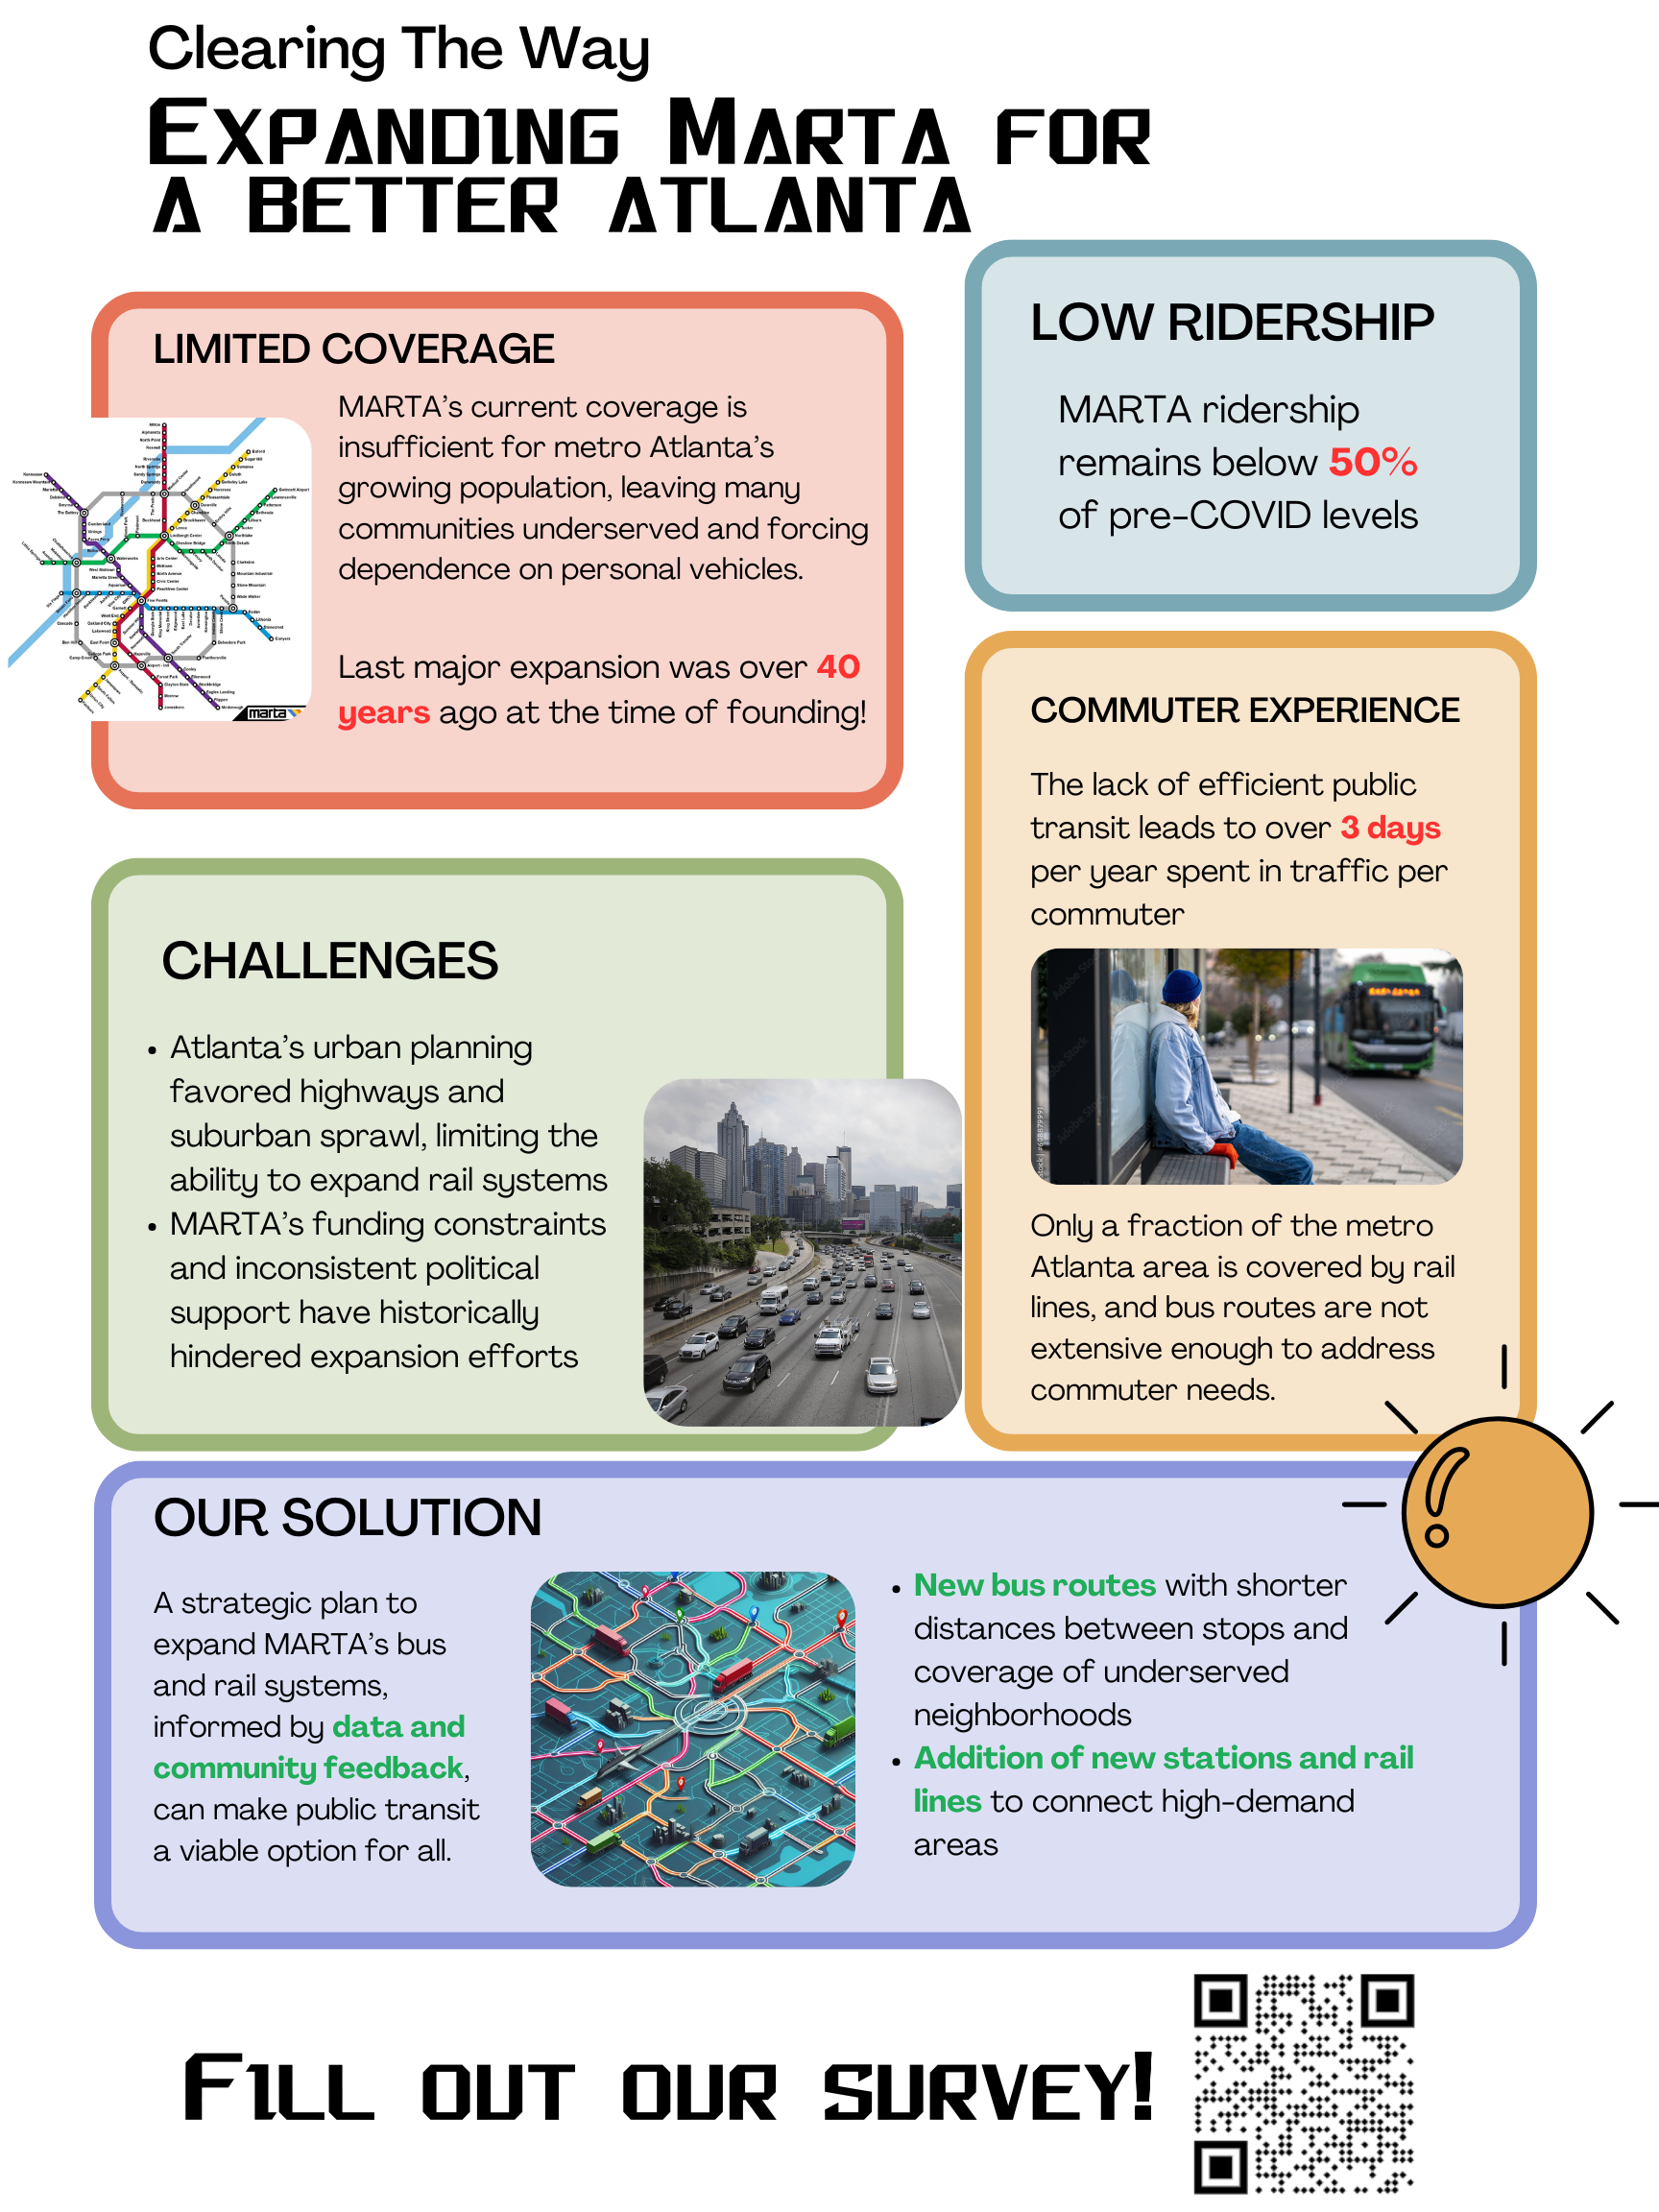 Clearing The Way
Expanding Marta for
a better atlanta
LIMITED COVERAGE
MARTA's current coverage is
insufficient for metro Atlanta's
growing population, leaving many
communities underserved and forcing
dependence on personal vehicles.
Last major expansion was over 40
years ago at the time of founding!
marta
LOW RIDERSHIP
MARTA ridership
remains below 50%
of pre-COVID levels
COMMUTER EXPERIENCE
The lack of efficient public
transit leads to over 3 days
per year spent in traffic per
commuter
Only a fraction of the metro
Atlanta area is covered by rail
lines, and bus routes are not
extensive enough to address
commuter needs.
CHALLENGES
• Atlanta's urban planning
favored highways and
suburban sprawl, limiting the
ability to expand rail systems
• MARTA's funding constraints
and inconsistent political
support have historically
hindered expansion efforts
OUR SOLUTION
A strategic plan to
expand MARTA's bus
and rail systems,
informed by data and
community feedback,
can make public transit
a viable option for all.
• New bus routes with shorter
distances between stops and
coverage of underserved
neighborhoods
• Addition of new stations and rail
lines to connect high-demand
areas
Fill out our survey!